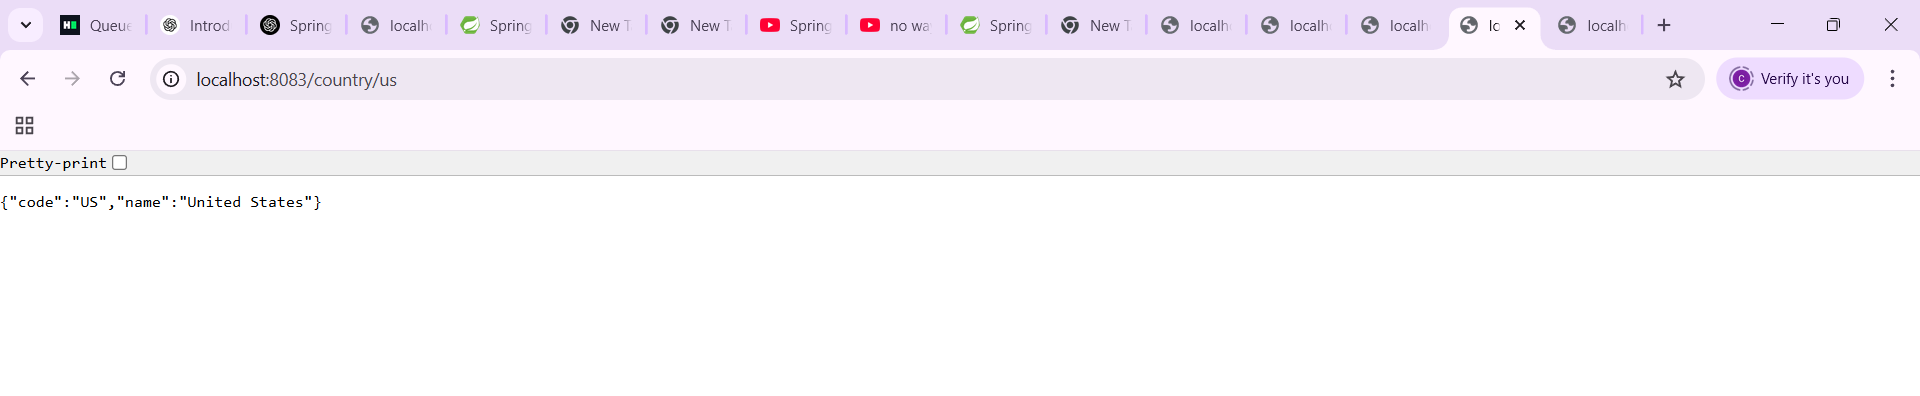 Queue Introd Spring localh Spring New T New T Spring no wa Spring New T localh localh localh lo localh
localhost:8083/country/us Verify it's you
Pretty-print
{"code":"US","name":"United States"}